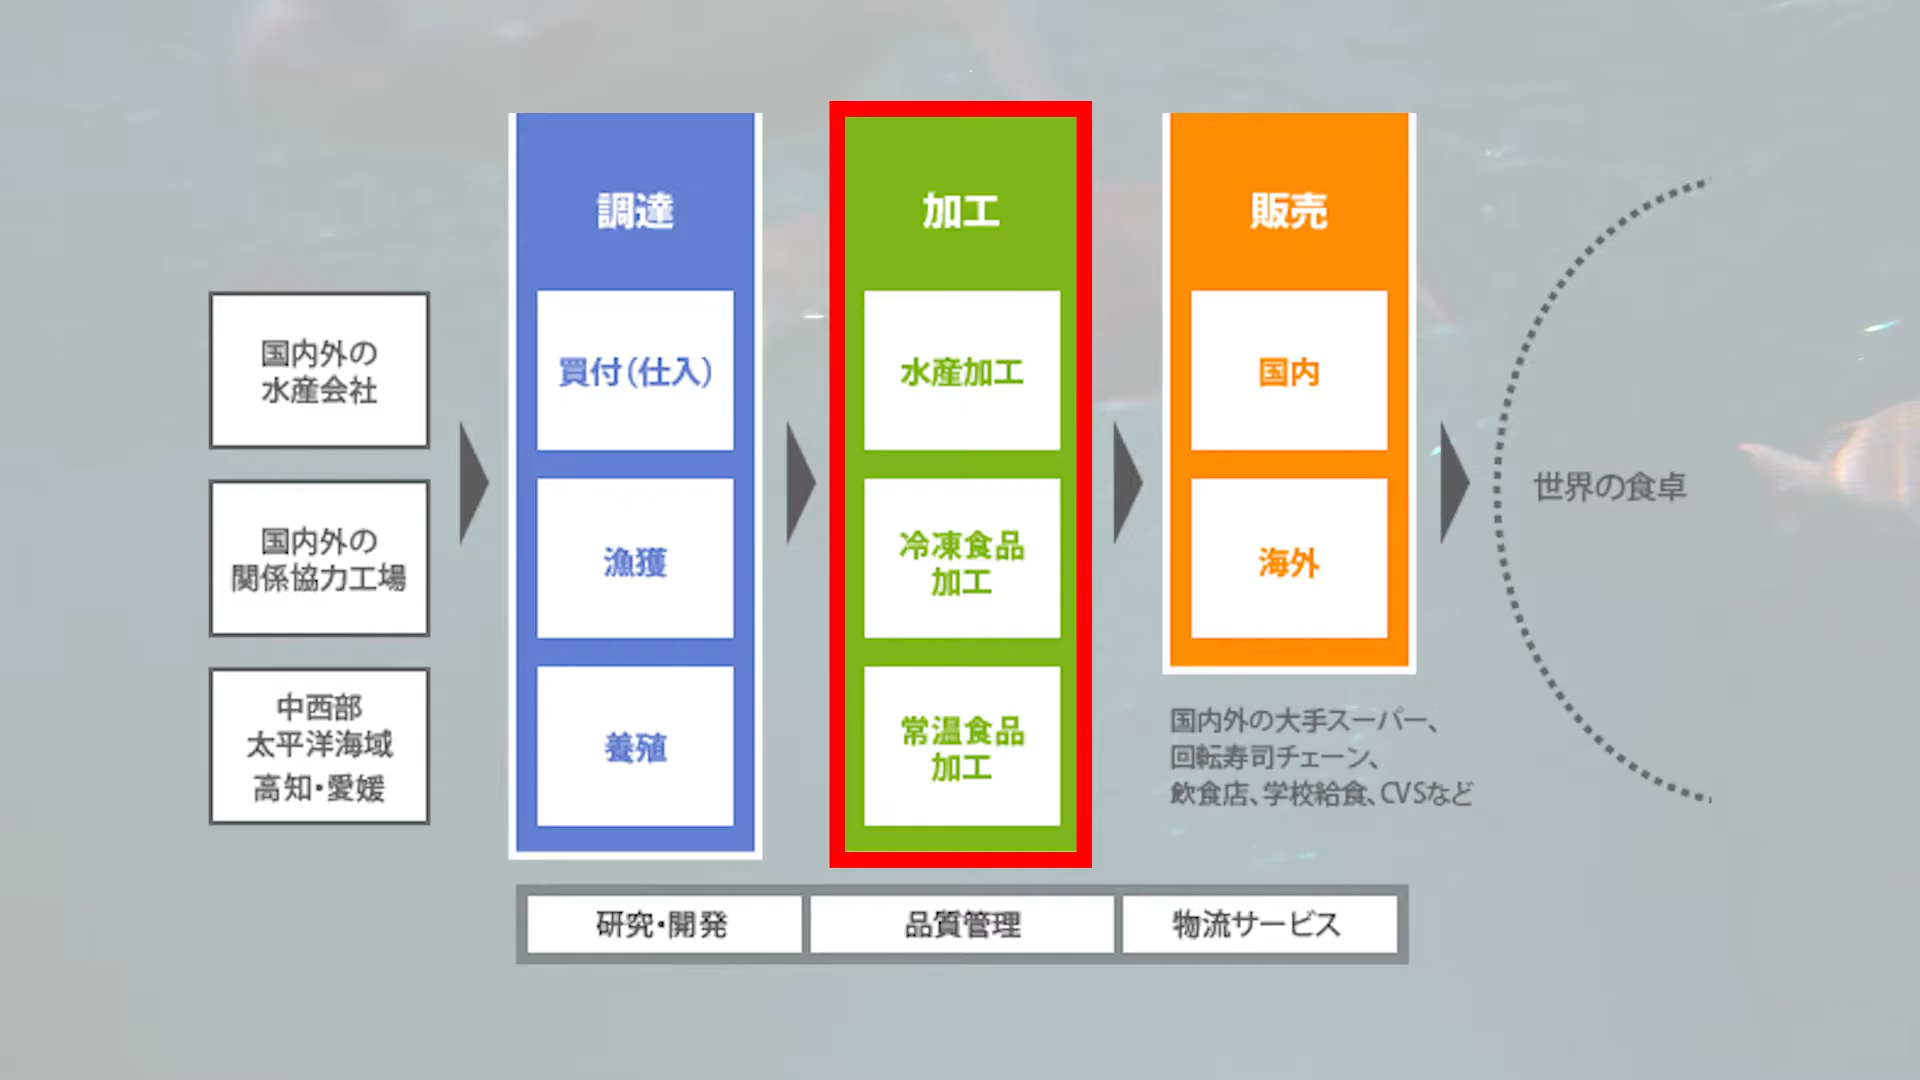 国内外の
水産会社
国内外の
関係協力工場
中西部
太平洋海域
高知・愛媛
調達
買付(仕入)
漁獲
養殖
加工
水産加工
冷凍食品
加工
常温食品
加工
販売
国内
海外
国内外の大手スーパー、
回転寿司チェーン、
飲食店、学校給食、CVSなど
世界の食卓
研究・開発
品質管理
物流サービス